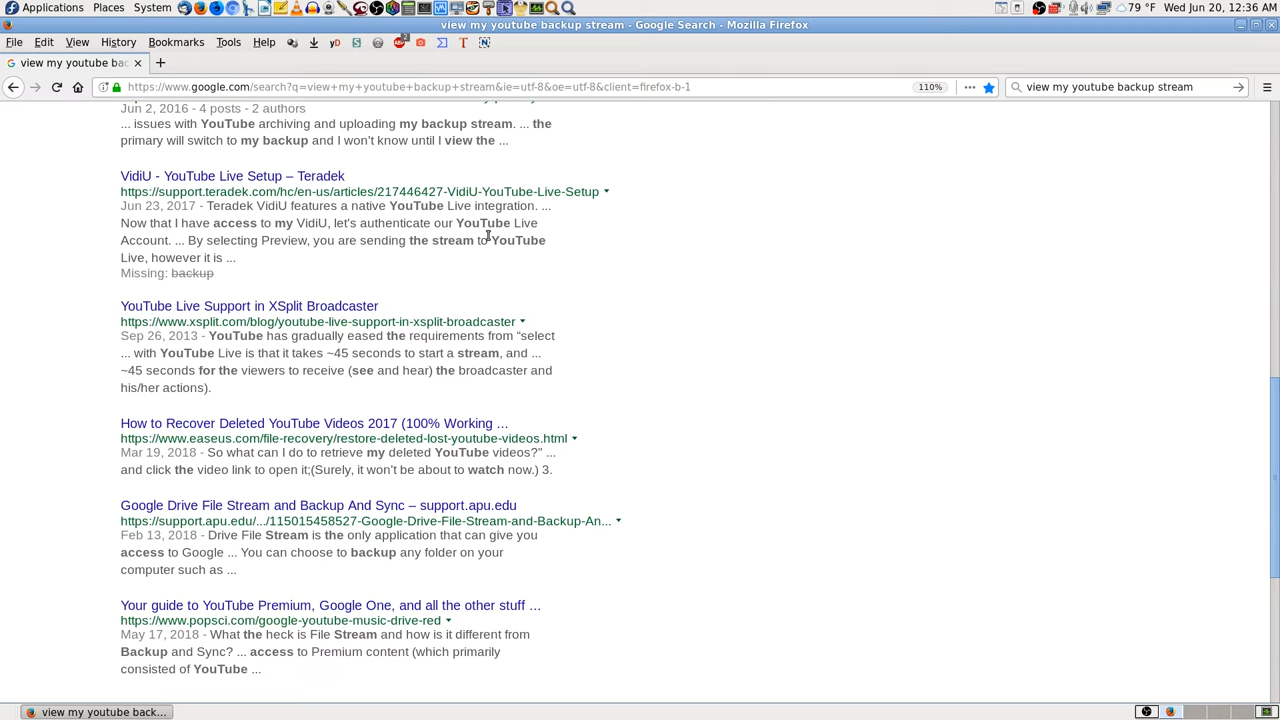 Applications Places System 79 °F Wed Jun 20, 12:36 AM
view my youtube backup stream - Google Search - Mozilla Firefox
File Edit View History Bookmarks Tools Help yD S ABP 2 T N
view my youtube bac
https://www.google.com/search?q=view+my+youtube+backup+stream&ie=utf-8&oe=utf-8&client=firefox-b-1 110% view my youtube backup stream
Jun 2, 2016 - 4 posts - 2 authors
... issues with YouTube archiving and uploading my backup stream. ... the
primary will switch to my backup and I won't know until I view the ...
VidiU - YouTube Live Setup – Teradek
https://support.teradek.com/hc/en-us/articles/217446427-VidiU-YouTube-Live-Setup
Jun 23, 2017 - Teradek VidiU features a native YouTube Live integration. ...
Now that I have access to my VidiU, let's authenticate our YouTube Live
Account. ... By selecting Preview, you are sending the stream to YouTube
Live, however it is ...
Missing: backup
YouTube Live Support in XSplit Broadcaster
https://www.xsplit.com/blog/youtube-live-support-in-xsplit-broadcaster
Sep 26, 2013 - YouTube has gradually eased the requirements from “select
... with YouTube Live is that it takes ~45 seconds to start a stream, and ...
~45 seconds for the viewers to receive (see and hear) the broadcaster and
his/her actions).
How to Recover Deleted YouTube Videos 2017 (100% Working ...
https://www.easeus.com/file-recovery/restore-deleted-lost-youtube-videos.html
Mar 19, 2018 - So what can I do to retrieve my deleted YouTube videos?" ...
and click the video link to open it;(Surely, it won't be about to watch now.) 3.
Google Drive File Stream and Backup And Sync – support.apu.edu
https://support.apu.edu/.../115015458527-Google-Drive-File-Stream-and-Backup-An...
Feb 13, 2018 - Drive File Stream is the only application that can give you
access to Google ... You can choose to backup any folder on your
computer such as ...
Your guide to YouTube Premium, Google One, and all the other stuff ...
https://www.popsci.com/google-youtube-music-drive-red
May 17, 2018 - What the heck is File Stream and how is it different from
Backup and Sync? ... access to Premium content (which primarily
consisted of YouTube ...
view my youtube back...